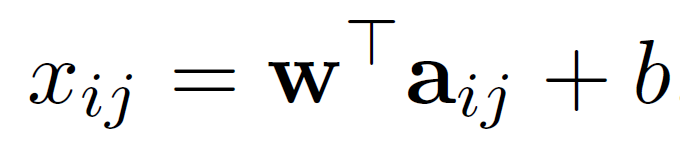 x_{ij} = \mathbf{w}^\top \mathbf{a}_{ij} + b